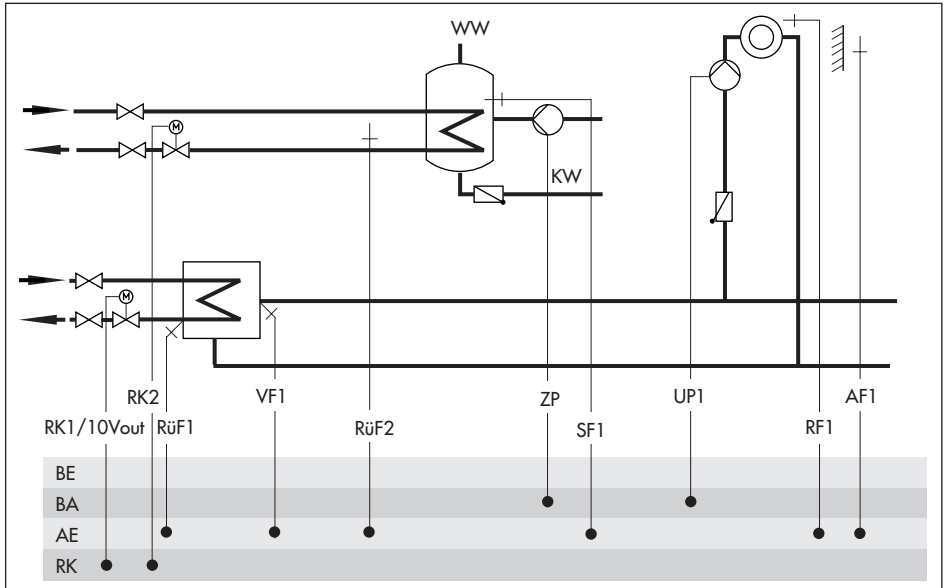 WW
M
KW
M
RK2 VF1 ZP UP1 AF1
RK1/10Vout RüF1 RüF2 SF1 RF1
BE
BA
AE
RK